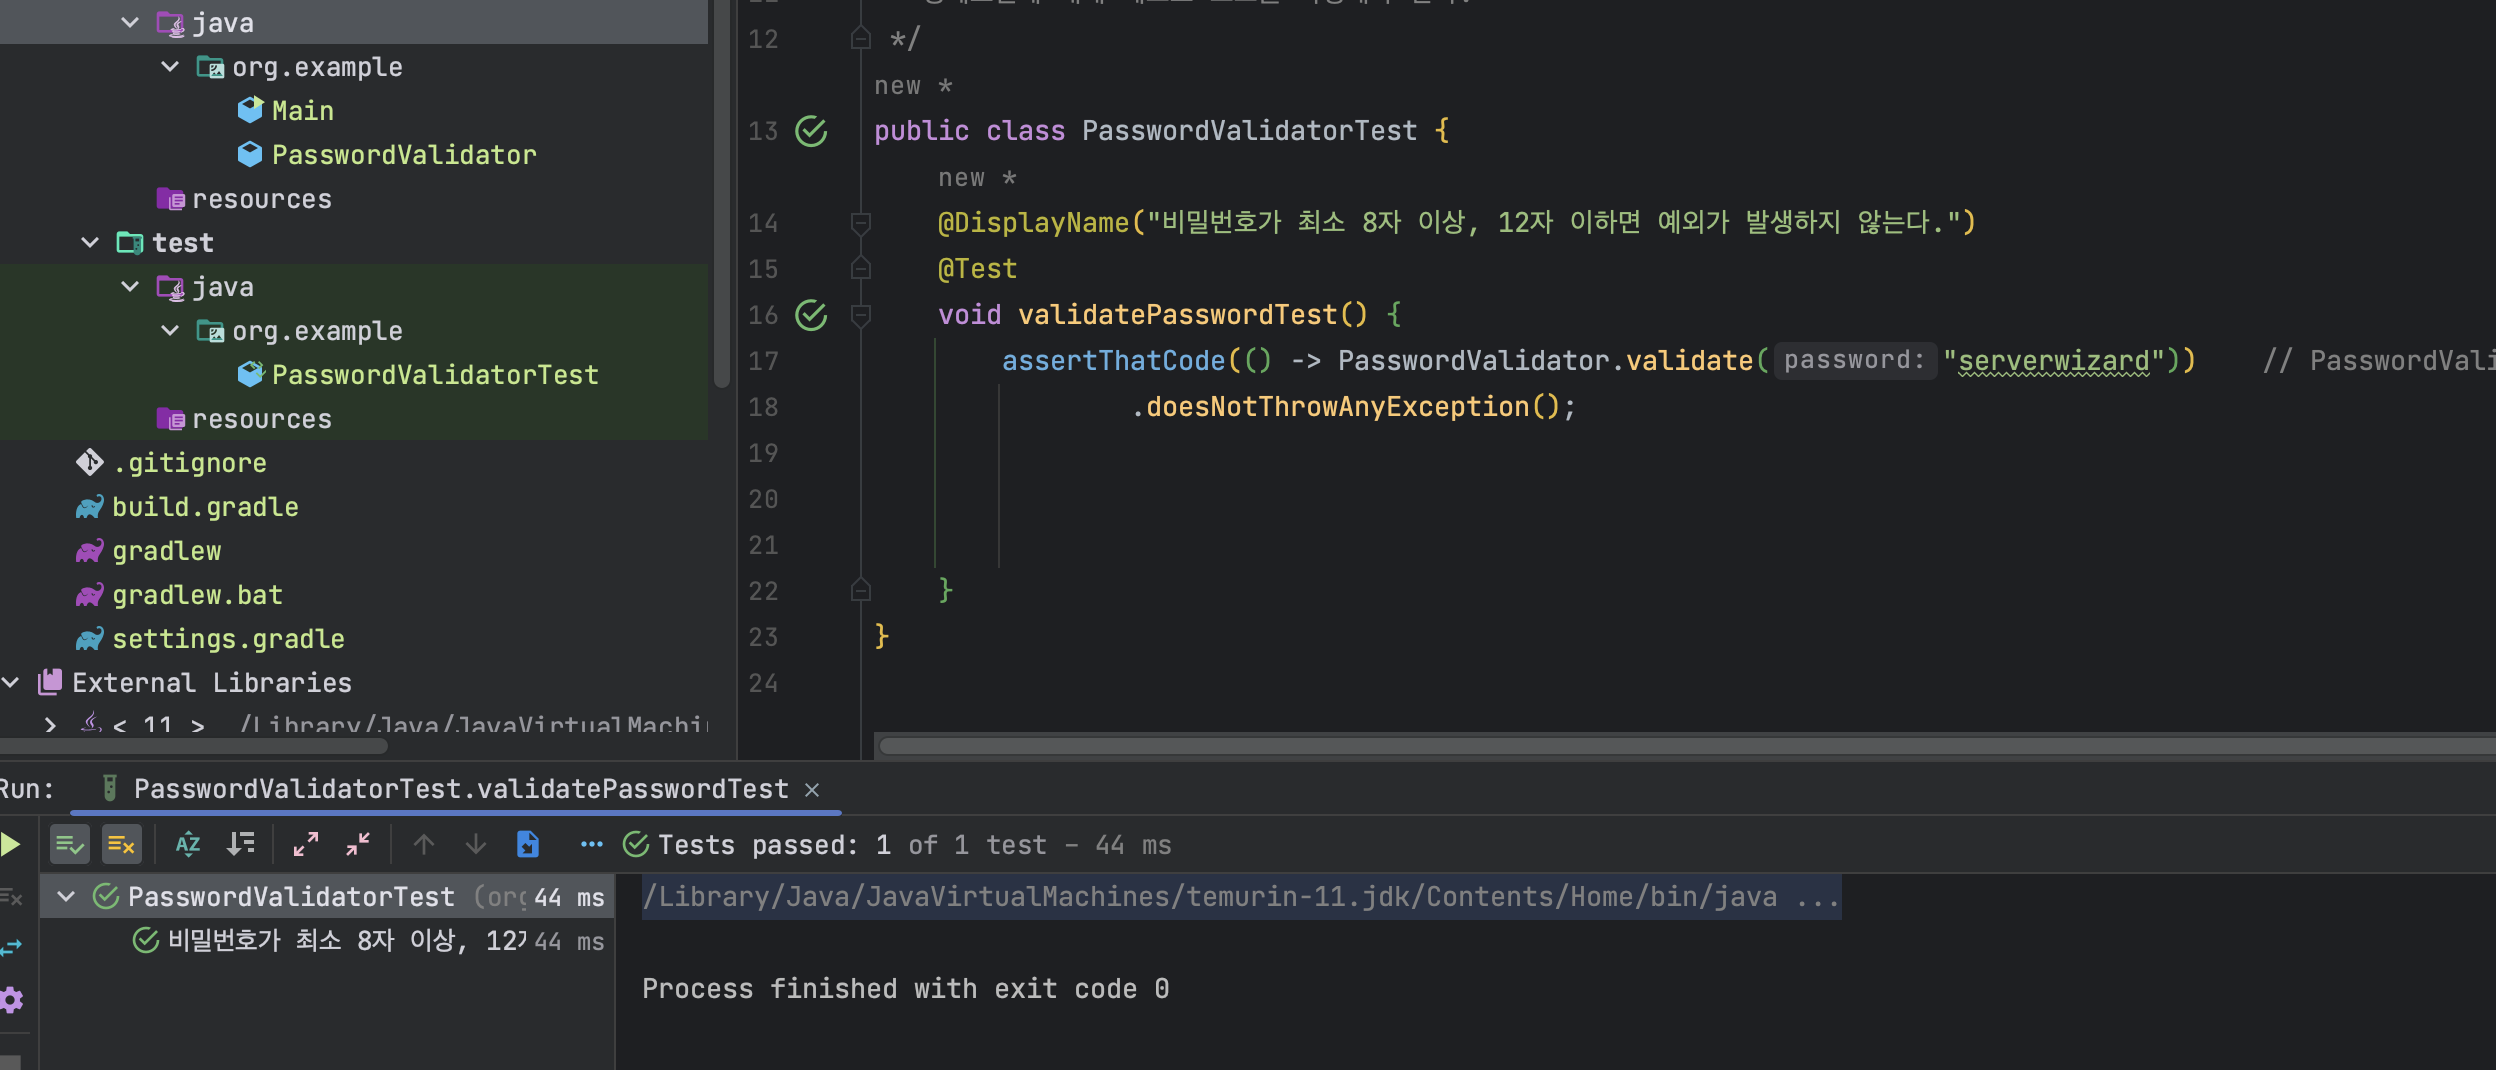 java
org.example
Main
PasswordValidator
resources
test
java
org.example
PasswordValidatorTest
resources
.gitignore
build.gradle
gradlew
gradlew.bat
settings.gradle
External Libraries
< 11 > /Library/Java/JavaVirtualMachi
12 */
new *
13 public class PasswordValidatorTest {
new *
14 @DisplayName("비밀번호가 최소 8자 이상, 12자 이하면 예외가 발생하지 않는다.")
15 @Test
16 void validatePasswordTest() {
17 assertThatCode(() -> PasswordValidator.validate( password: "serverwizard")) // PasswordVali
18 .doesNotThrowAnyException();
19
20
21
22 }
23 }
24
Run: PasswordValidatorTest.validatePasswordTest ×
Tests passed: 1 of 1 test – 44 ms
PasswordValidatorTest (org 44 ms
비밀번호가 최소 8자 이상, 12 44 ms
/Library/Java/JavaVirtualMachines/temurin-11.jdk/Contents/Home/bin/java ...
Process finished with exit code 0